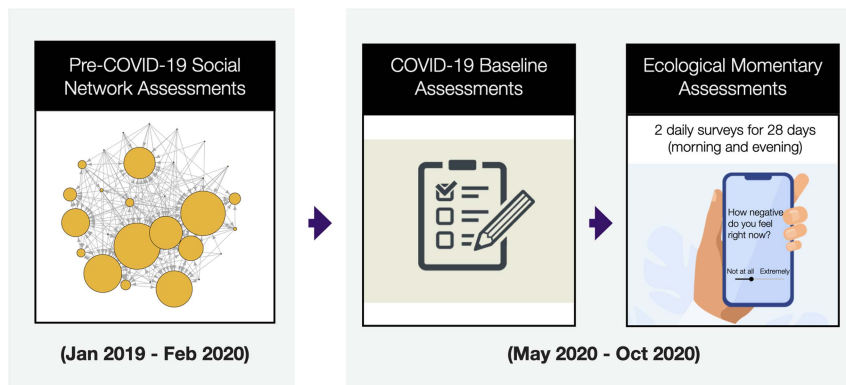 Pre-COVID-19 Social
Network Assessments
(Jan 2019 - Feb 2020)
COVID-19 Baseline
Assessments
Ecological Momentary
Assessments
2 daily surveys for 28 days
(morning and evening)
How negative
do you feel
right now?
Not at all Extremely
(May 2020 - Oct 2020)